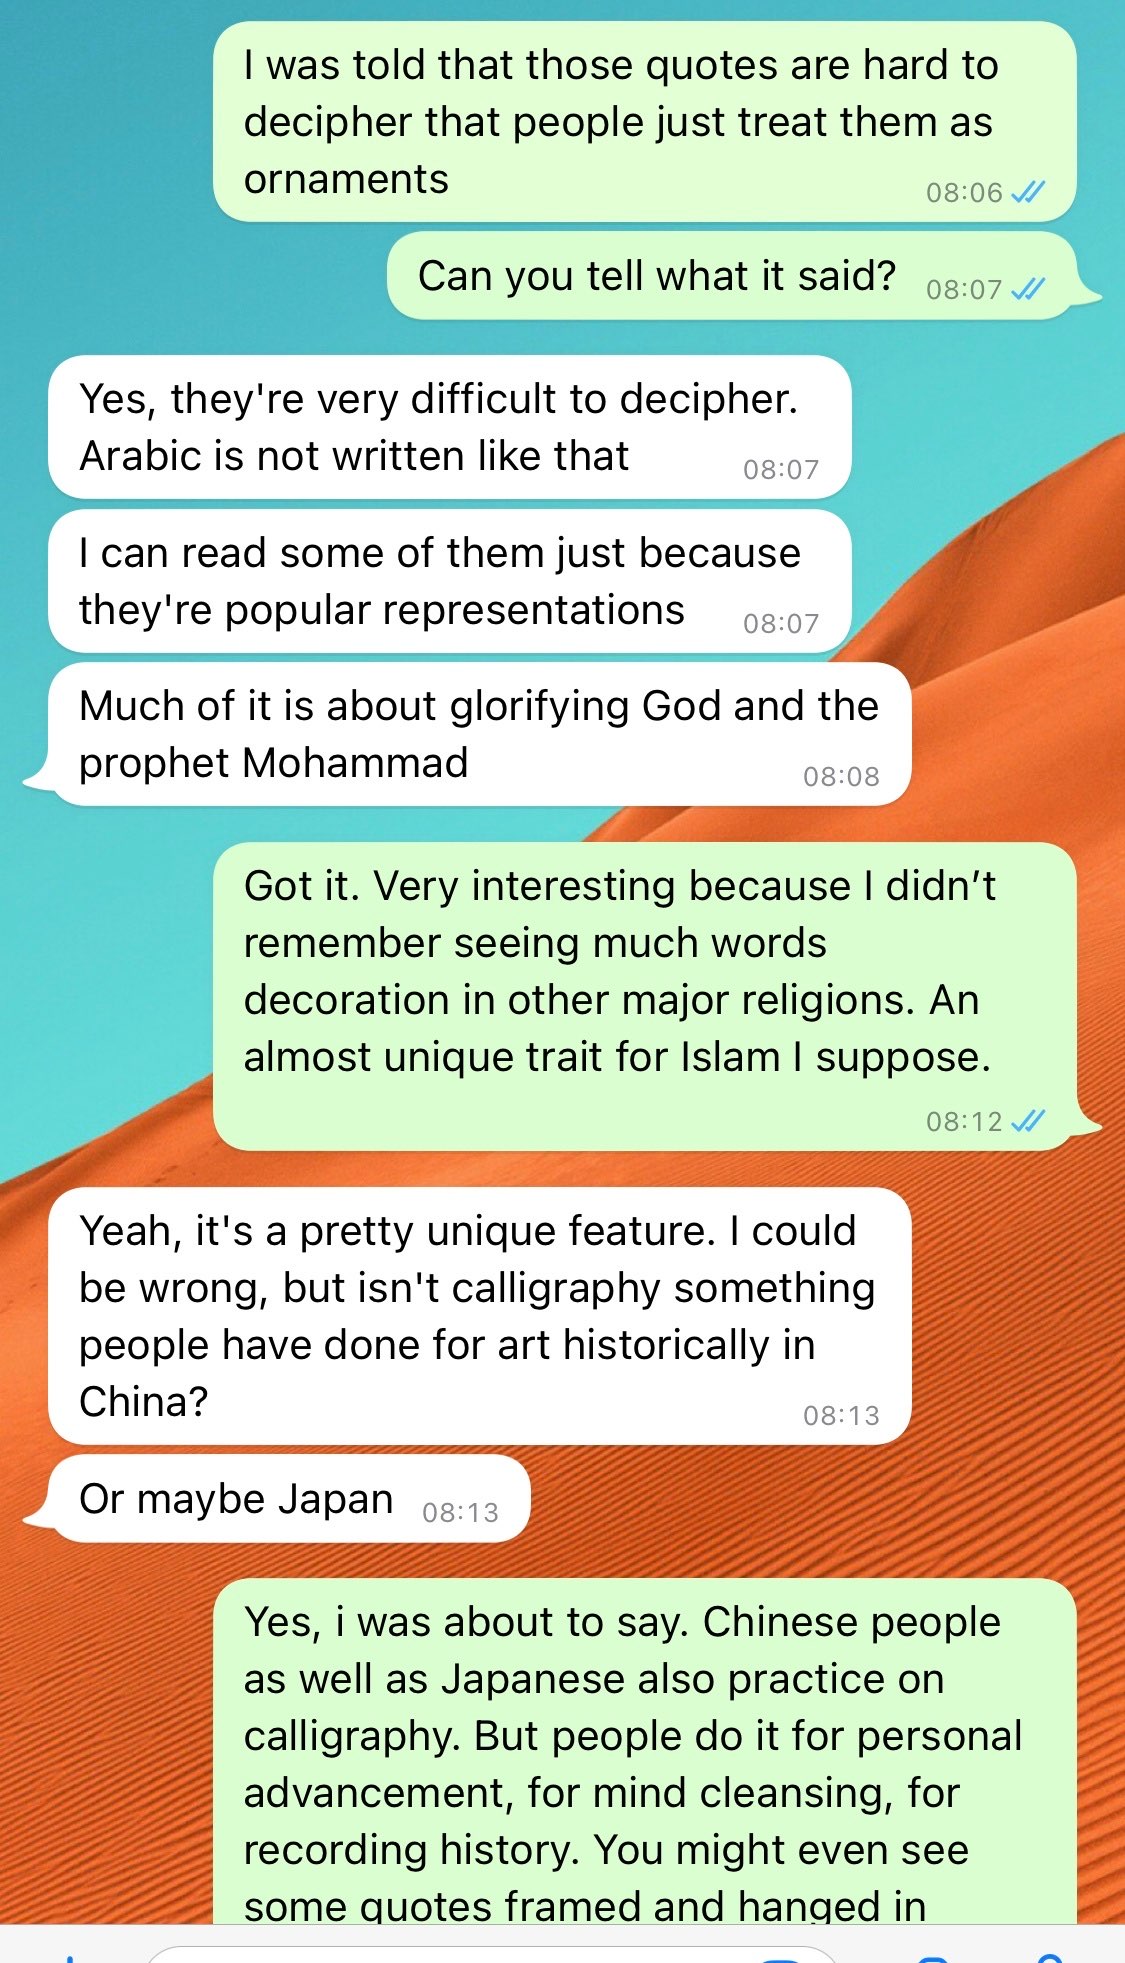 I was told that those quotes are hard to
decipher that people just treat them as
ornaments
08:06
Can you tell what it said?
08:07
Yes, they're very difficult to decipher.
Arabic is not written like that
08:07
I can read some of them just because
they're popular representations
08:07
Much of it is about glorifying God and the
prophet Mohammad
08:08
Got it. Very interesting because I didn’t
remember seeing much words
decoration in other major religions. An
almost unique trait for Islam I suppose.
08:12
Yeah, it's a pretty unique feature. I could
be wrong, but isn't calligraphy something
people have done for art historically in
China?
08:13
Or maybe Japan
08:13
Yes, i was about to say. Chinese people
as well as Japanese also practice on
calligraphy. But people do it for personal
advancement, for mind cleansing, for
recording history. You might even see
some quotes framed and hanged in